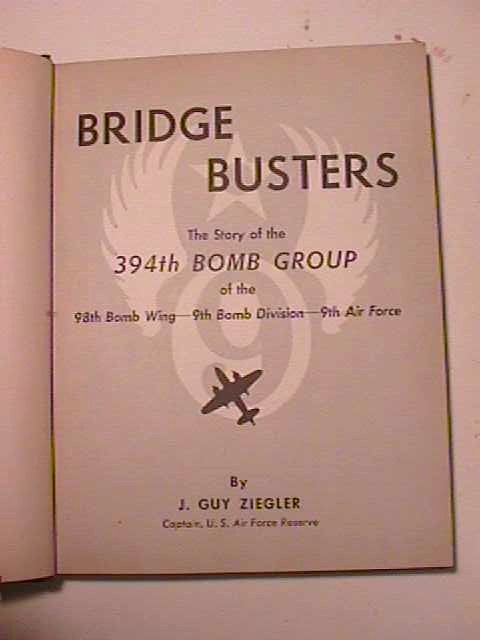 BRIDGE
BUSTERS
The Story of the
394th BOMB GROUP
of the
98th Bomb Wing—9th Bomb Division—9th Air Force
9
By
J. GUY ZIEGLER
Captain, U. S. Air Force Reserve